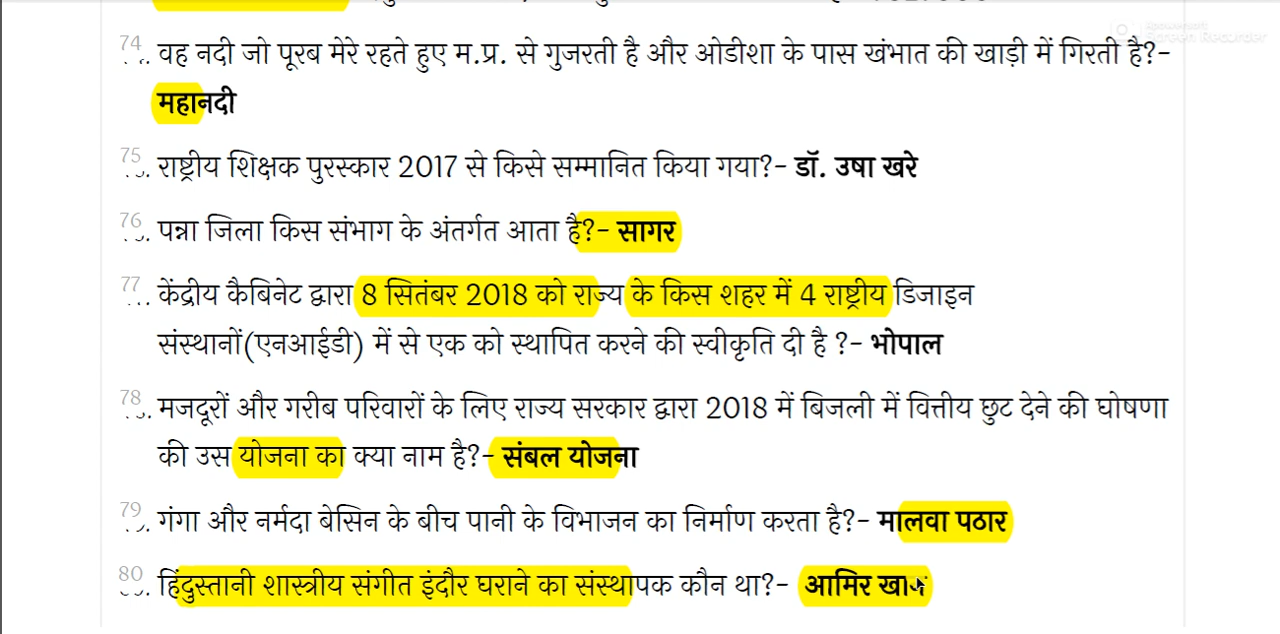 Apowersoft
Screen Recorder
74. वह नदी जो पूरब मेरे रहते हुए म.प्र. से गुजरती है और ओडीशा के पास खंभात की खाड़ी में गिरती है?-
महानदी
75. राष्ट्रीय शिक्षक पुरस्कार 2017 से किसे सम्मानित किया गया?- डॉ. उषा खरे
76. पन्ना जिला किस संभाग के अंतर्गत आता है?- सागर
77. केंद्रीय कैबिनेट द्वारा 8 सितंबर 2018 को राज्य के किस शहर में 4 राष्ट्रीय डिजाइन
संस्थानों(एनआईडी) में से एक को स्थापित करने की स्वीकृति दी है ?- भोपाल
78. मजदूरों और गरीब परिवारों के लिए राज्य सरकार द्वारा 2018 में बिजली में वित्तीय छुट देने की घोषणा
की उस योजना का क्या नाम है?- संबल योजना
79. गंगा और नर्मदा बेसिन के बीच पानी के विभाजन का निर्माण करता है?- मालवा पठार
80. हिंदुस्तानी शास्त्रीय संगीत इंदौर घराने का संस्थापक कौन था?- आमिर खान